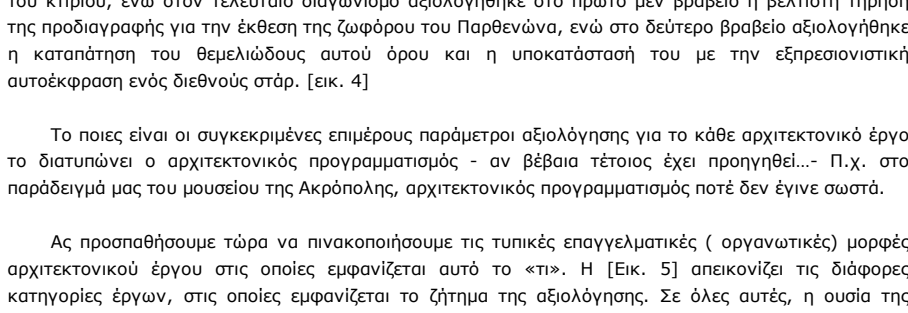 του κτιρίου, ενώ στον τελευταίο διαγωνισμό αξιολογήθηκε στο πρώτο μεν βραβείο η βέλτιστη τήρηση
της προδιαγραφής για την έκθεση της ζωφόρου του Παρθενώνα, ενώ στο δεύτερο βραβείο αξιολογήθηκε
η καταπάτηση του θεμελιώδους αυτού όρου και η υποκατάστασή του με την εξπρεσιονιστική
αυτοέκφραση ενός διεθνούς στάρ. [εικ. 4]
Το ποιες είναι οι συγκεκριμένες επιμέρους παράμετροι αξιολόγησης για το κάθε αρχιτεκτονικό έργο
το διατυπώνει ο αρχιτεκτονικός προγραμματισμός - αν βέβαια τέτοιος έχει προηγηθεί…- Π.χ. στο
παράδειγμά μας του μουσείου της Ακρόπολης, αρχιτεκτονικός προγραμματισμός ποτέ δεν έγινε σωστά.
Ας προσπαθήσουμε τώρα να πινακοποιήσουμε τις τυπικές επαγγελματικές ( οργανωτικές) μορφές
αρχιτεκτονικού έργου στις οποίες εμφανίζεται αυτό το «τι». Η [Εικ. 5] απεικονίζει τις διάφορες
κατηγορίες έργων, στις οποίες εμφανίζεται το ζήτημα της αξιολόγησης. Σε όλες αυτές, η ουσία της